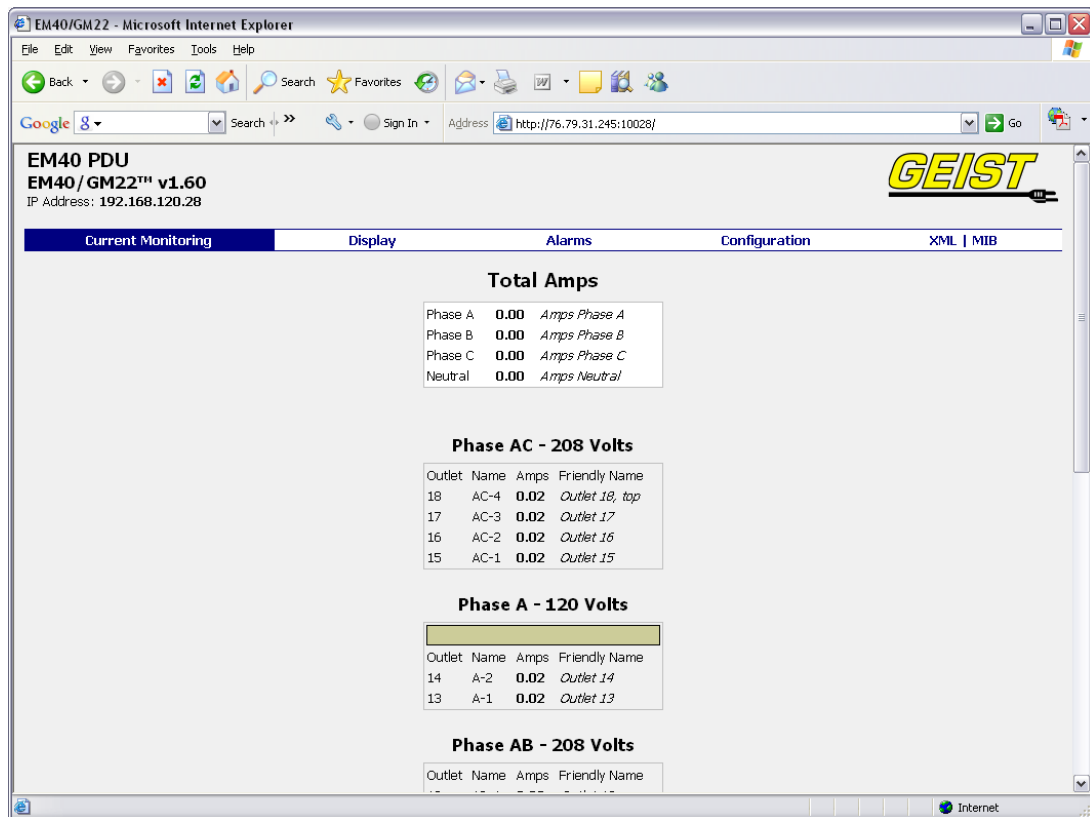 EM40/GM22 - Microsoft Internet Explorer
File Edit View Favorites Tools Help
Back Search Favorites
Google Search » Sign In Address http://76.79.31.245:10028/ Go
EM40 PDU
EM40/GM22™ v1.60
IP Address: 192.168.120.28
GEIST
Current Monitoring Display Alarms Configuration XML | MIB
Total Amps
Phase A 0.00 Amps Phase A
Phase B 0.00 Amps Phase B
Phase C 0.00 Amps Phase C
Neutral 0.00 Amps Neutral
Phase AC - 208 Volts
Outlet Name Amps Friendly Name
18 AC-4 0.02 Outlet 18, top
17 AC-3 0.02 Outlet 17
16 AC-2 0.02 Outlet 16
15 AC-1 0.02 Outlet 15
Phase A - 120 Volts
Outlet Name Amps Friendly Name
14 A-2 0.02 Outlet 14
13 A-1 0.02 Outlet 13
Phase AB - 208 Volts
Outlet Name Amps Friendly Name
Internet